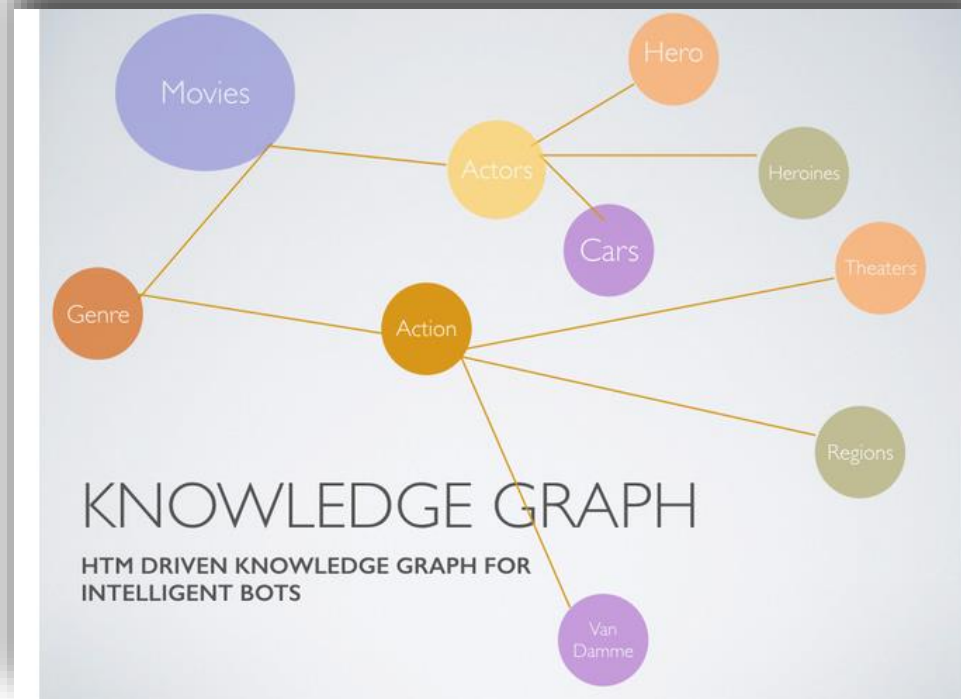 Hero
Movies
Actors
Heroines
Cars
Theaters
Genre
Action
Regions
KNOWLEDGE GRAPH
HTM DRIVEN KNOWLEDGE GRAPH FOR
INTELLIGENT BOTS
Van
Damme